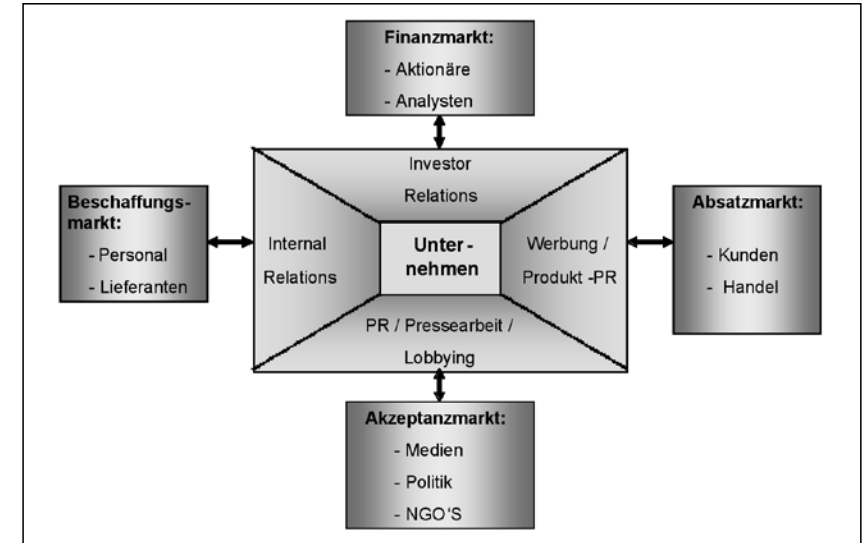 Finanzmarkt:
- Aktionäre
- Analysten
Investor
Relations
Beschaffungs-
markt:
- Personal
- Lieferanten
Internal
Relations
Unter -
nehmen
Werbung /
Produkt -PR
Absatzmarkt:
- Kunden
- Handel
PR / Pressearbeit /
Lobbying
Akzeptanzmarkt:
- Medien
- Politik
- NGO'S